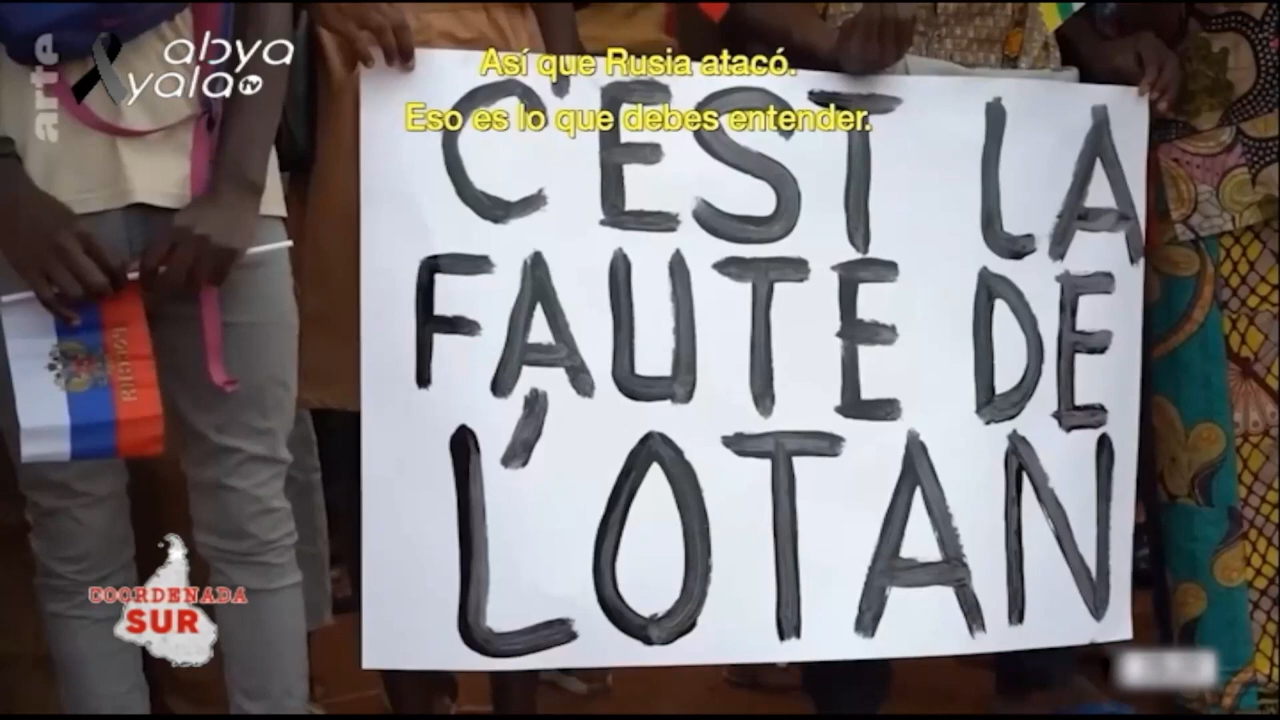 arte
abya
yala tv
Así que Rusia atacó.
Eso es lo que debes entender.
C'EST LA
FAUTE DE
L'OTAN
COORDENADA
SUR